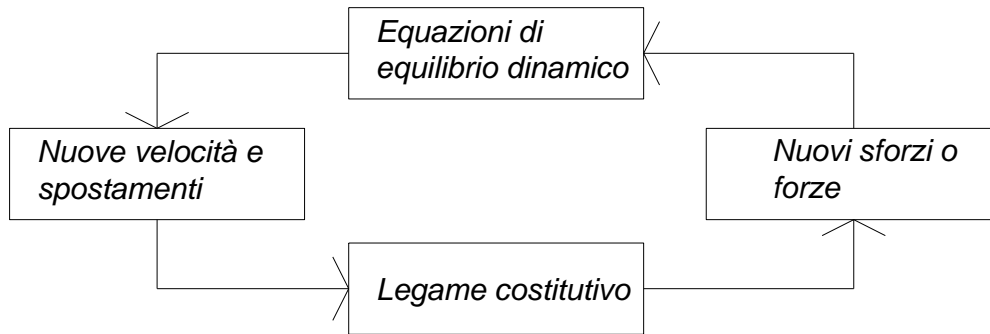 Equazioni di
equilibrio dinamico
Nuove velocità e
spostamenti
Nuovi sforzi o
forze
Legame costitutivo